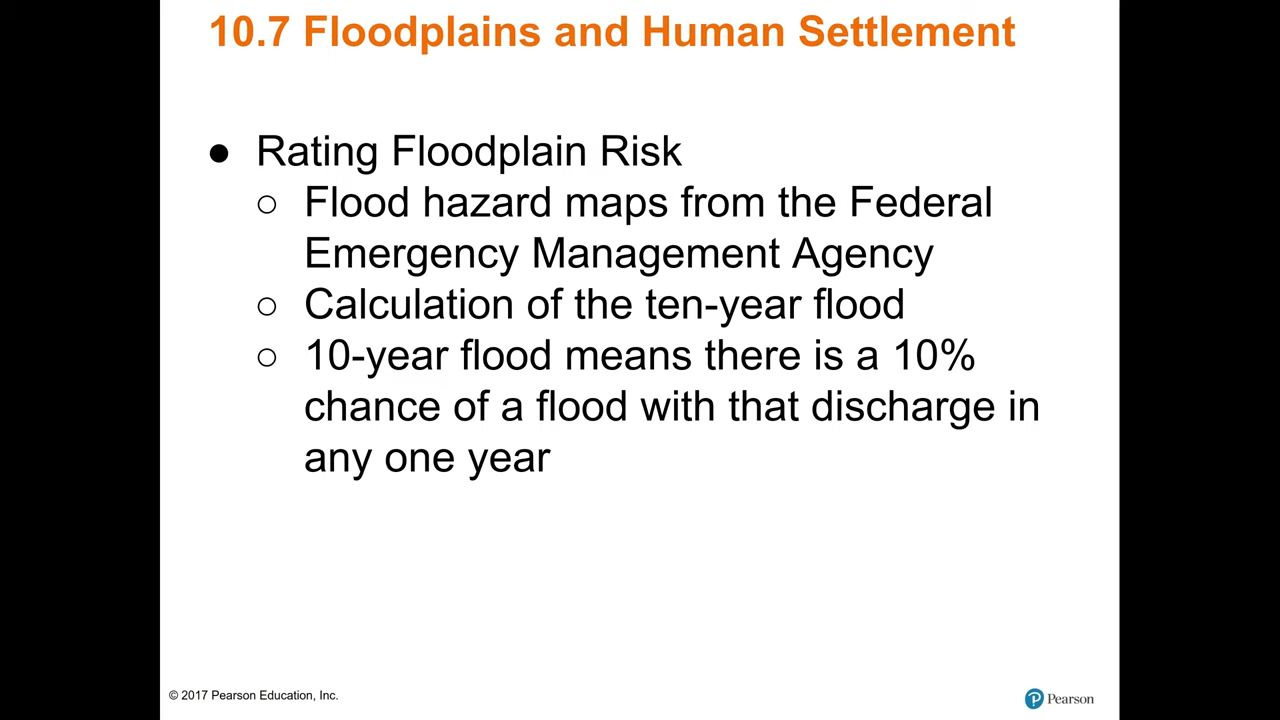 10.7 Floodplains and Human Settlement
● Rating Floodplain Risk
○ Flood hazard maps from the Federal
Emergency Management Agency
○ Calculation of the ten-year flood
○ 10-year flood means there is a 10%
chance of a flood with that discharge in
any one year
© 2017 Pearson Education, Inc.
P Pearson